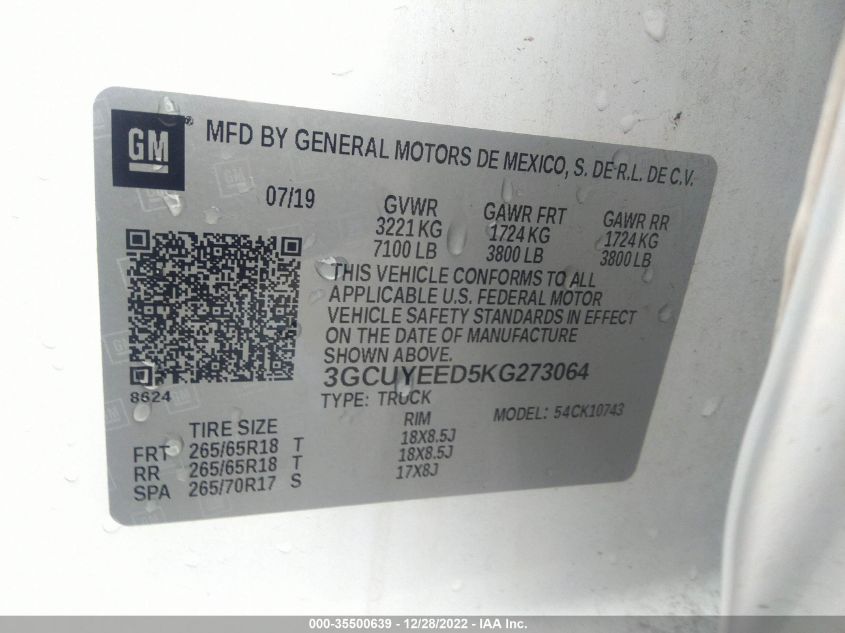 GM ® MFD BY GENERAL MOTORS DE MEXICO, S. DE R.L. DE C.V.
07/19 GVWR GAWR FRT GAWR RR
3221 KG 1724 KG 1724 KG
7100 LB 3800 LB 3800 LB
THIS VEHICLE CONFORMS TO ALL
APPLICABLE U.S. FEDERAL MOTOR
VEHICLE SAFETY STANDARDS IN EFFECT
ON THE DATE OF MANUFACTURE
SHOWN ABOVE.
8624 3GCUYEED5KG273064
TYPE: TRUCK MODEL: 54CK10743
TIRE SIZE RIM
FRT 265/65R18 T 18X8.5J
RR 265/65R18 T 18X8.5J
SPA 265/70R17 S 17X8J
000-35500639 - 12/28/2022 - IAA Inc.